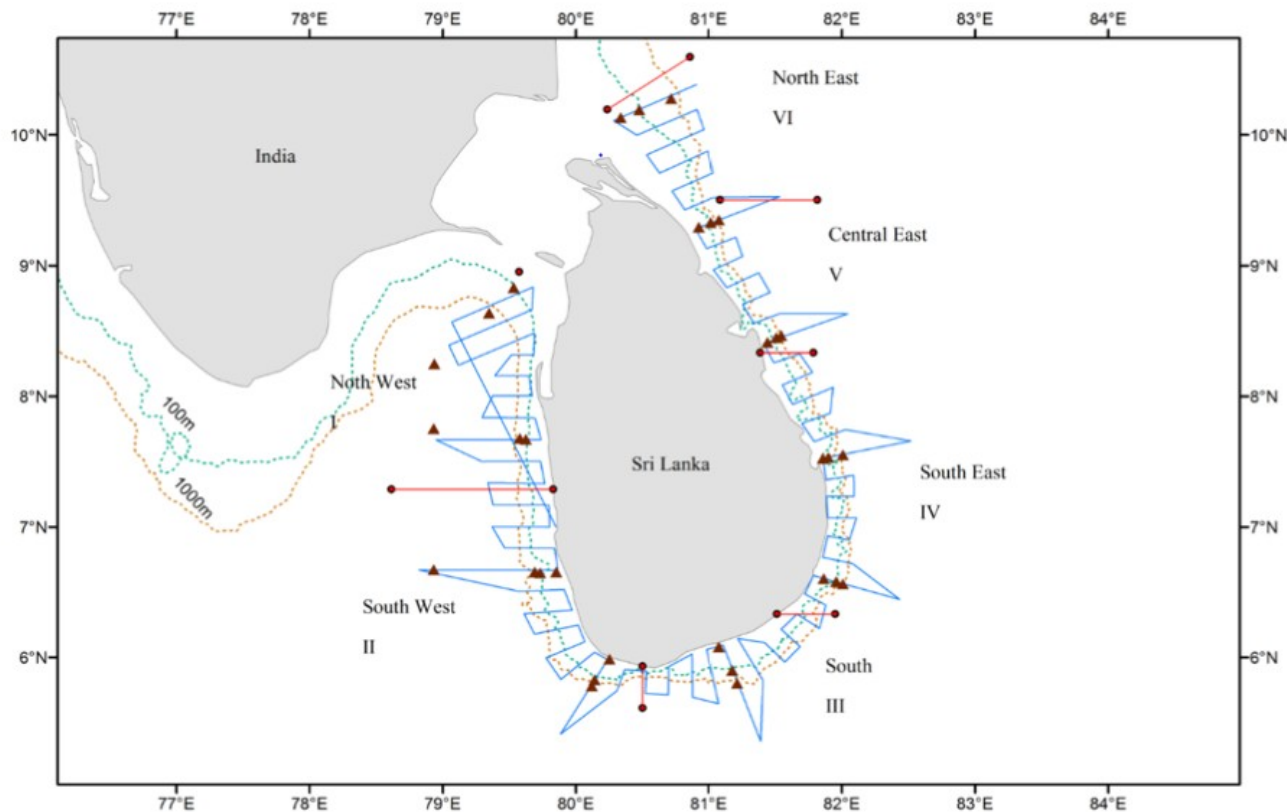 77°E 78°E 79°E 80°E 81°E 82°E 83°E 84°E
North East
VI
10°N 10°N
India
Central East
V
9°N 9°N
Noth West
I
8°N 8°N
100m
Sri Lanka
South East
IV
1000m
7°N 7°N
South West
II
6°N 6°N
South
III
77°E 78°E 79°E 80°E 81°E 82°E 83°E 84°E